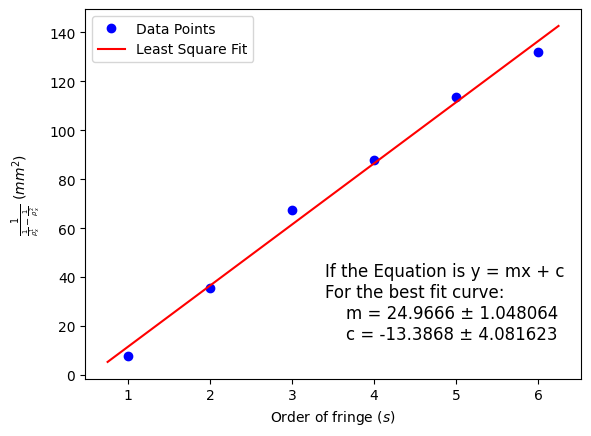 Data Points
Least Square Fit
140
120
100
80
60
40
20
0
(mm²)
If the Equation is y = mx + c
For the best fit curve:
m = 24.9666 ± 1.048064
c = -13.3868 ± 4.081623
1 2 3 4 5 6
Order of fringe (s)